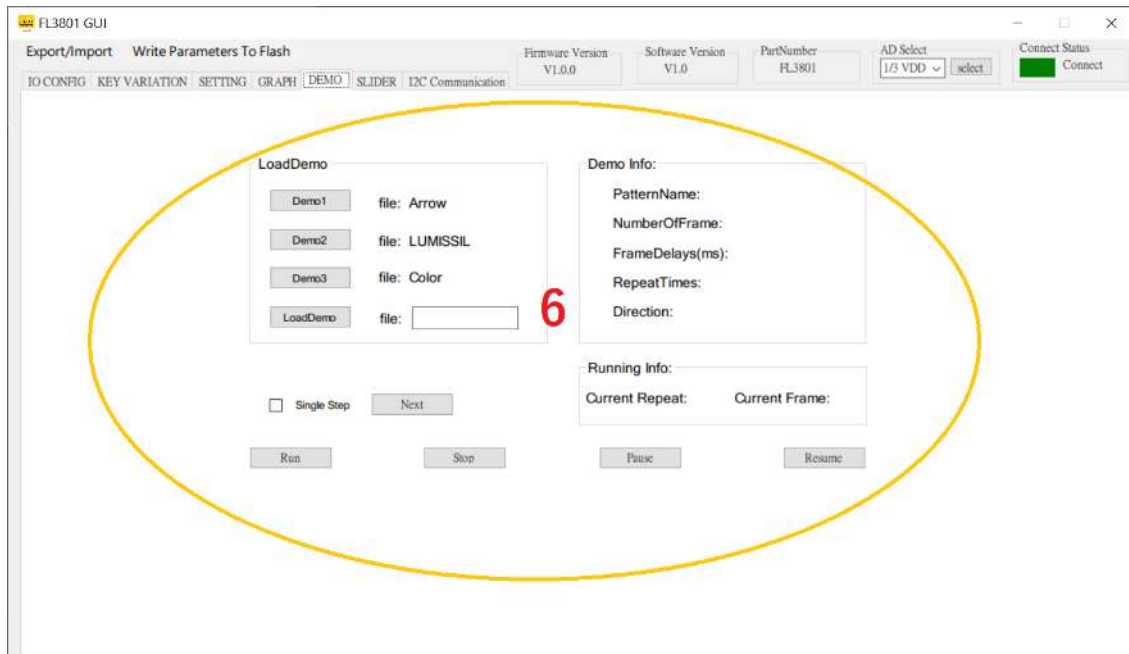 FL3801 GUI
Export/Import Write Parameters To Flash
Firmware Version
V1.0.0
Software Version
V1.0
PartNumber
FL3801
AD Select
1/3 VDD select
Connect Status
Connect
IO CONFIG KEY VARIATION SETTING GRAPH DEMO SLIDER I2C Communication
LoadDemo
Demo1 file: Arrow
Demo2 file: LUMISSIL
Demo3 file: Color
LoadDemo file:
6
Demo Info:
PatternName:
NumberOfFrame:
FrameDelays(ms):
RepeatTimes:
Direction:
Running Info:
Current Repeat: Current Frame:
Single Step Next
Run Stop Pause Resume